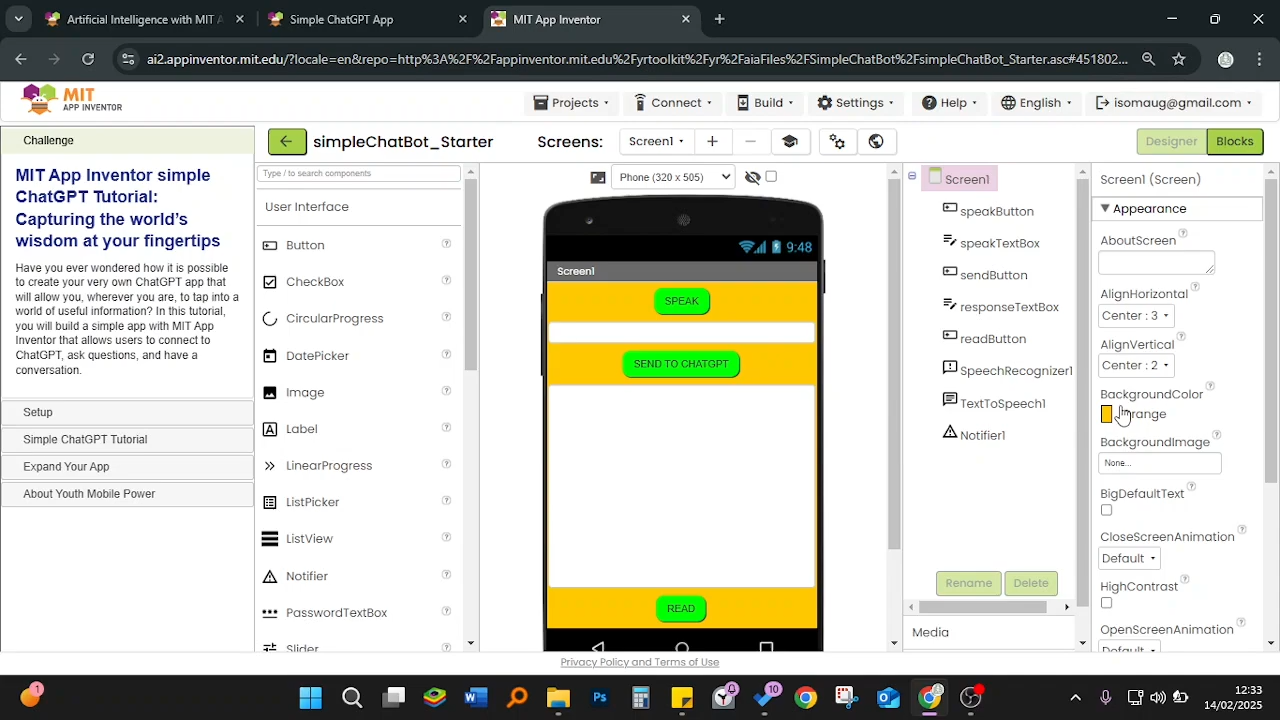 Artificial Intelligence with MIT A
Simple ChatGPT App
MIT App Inventor
ai2.appinventor.mit.edu/?locale=en&repo=http%3A%2F%2Fappinventor.mit.edu%2Fyrtoolkit%2Fyr%2FaiaFiles%2FSimpleChatBot%2FsimpleChatBot_Starter.asc#451802...
MIT
APP INVENTOR
Projects
Connect
Build
Settings
Help
English
isomaug@gmail.com
Challenge
simpleChatBot_Starter
Screens:
Screen1
Designer
Blocks
MIT App Inventor simple
ChatGPT Tutorial:
Capturing the world's
wisdom at your fingertips
Have you ever wondered how it is possible
to create your very own ChatGPT app that
will allow you, wherever you are, to tap into a
world of useful information? In this tutorial,
you will build a simple app with MIT App
Inventor that allows users to connect to
ChatGPT, ask questions, and have a
conversation.
Setup
Simple ChatGPT Tutorial
Expand Your App
About Youth Mobile Power
Type / to search components
User Interface
Button
CheckBox
CircularProgress
DatePicker
Image
Label
LinearProgress
ListPicker
ListView
Notifier
PasswordTextBox
Slider
Phone (320 x 505)
9:48
Screen1
SPEAK
SEND TO CHATGPT
READ
Screen1
speakButton
speakTextBox
sendButton
responseTextBox
readButton
SpeechRecognizer1
TextToSpeech1
Notifier1
Rename
Delete
Media
Screen1 (Screen)
Appearance
AboutScreen
AlignHorizontal
Center : 3
AlignVertical
Center : 2
BackgroundColor
Orange
BackgroundImage
None...
BigDefaultText
CloseScreenAnimation
Default
HighContrast
OpenScreenAnimation
Default
Privacy Policy and Terms of Use
1
10
12:33
14/02/2025